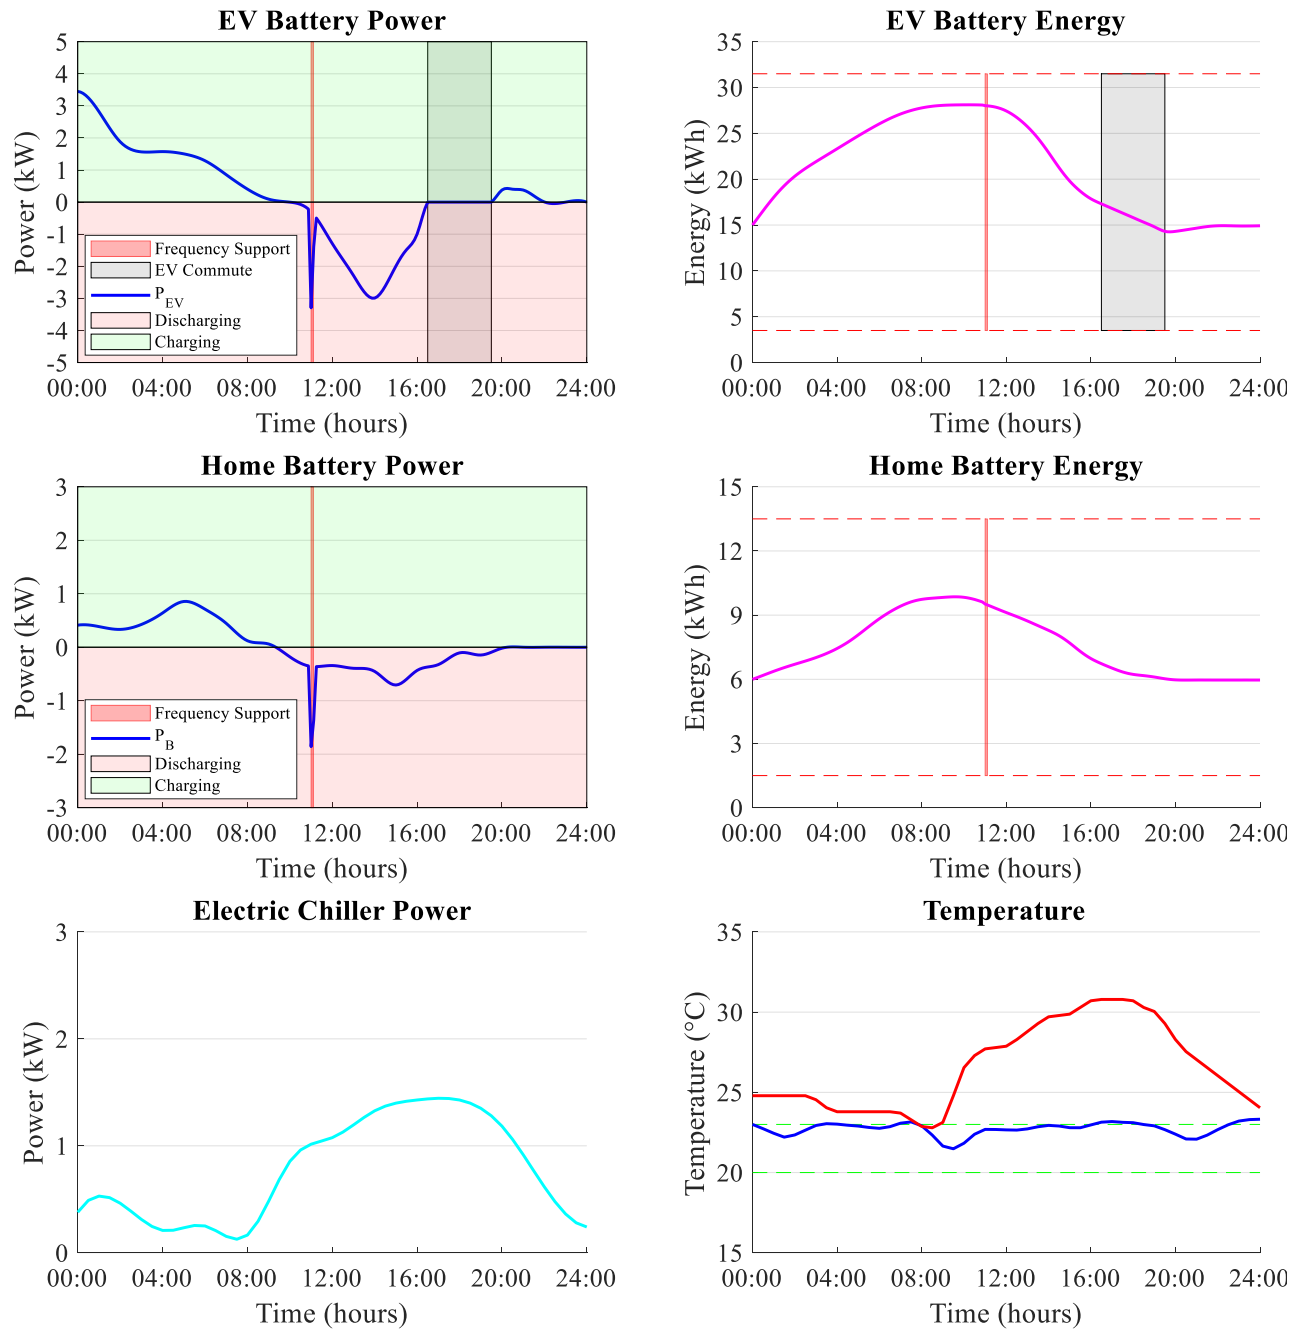 EV Battery Power
5
4
3
2
1
0
-1
-2
-3
-4
-5
Power (kW)
Frequency Support
EV Commute
P_EV
Discharging
Charging
00:00 04:00 08:00 12:00 16:00 20:00 24:00
Time (hours)
EV Battery Energy
35
30
25
20
15
10
5
0
Energy (kWh)
00:00 04:00 08:00 12:00 16:00 20:00 24:00
Time (hours)
Home Battery Power
3
2
1
0
-1
-2
-3
Power (kW)
Frequency Support
P_B
Discharging
Charging
00:00 04:00 08:00 12:00 16:00 20:00 24:00
Time (hours)
Home Battery Energy
15
12
9
6
3
0
Energy (kWh)
00:00 04:00 08:00 12:00 16:00 20:00 24:00
Time (hours)
Electric Chiller Power
3
2
1
0
Power (kW)
00:00 04:00 08:00 12:00 16:00 20:00 24:00
Time (hours)
Temperature
35
30
25
20
15
Temperature (°C)
00:00 04:00 08:00 12:00 16:00 20:00 24:00
Time (hours)